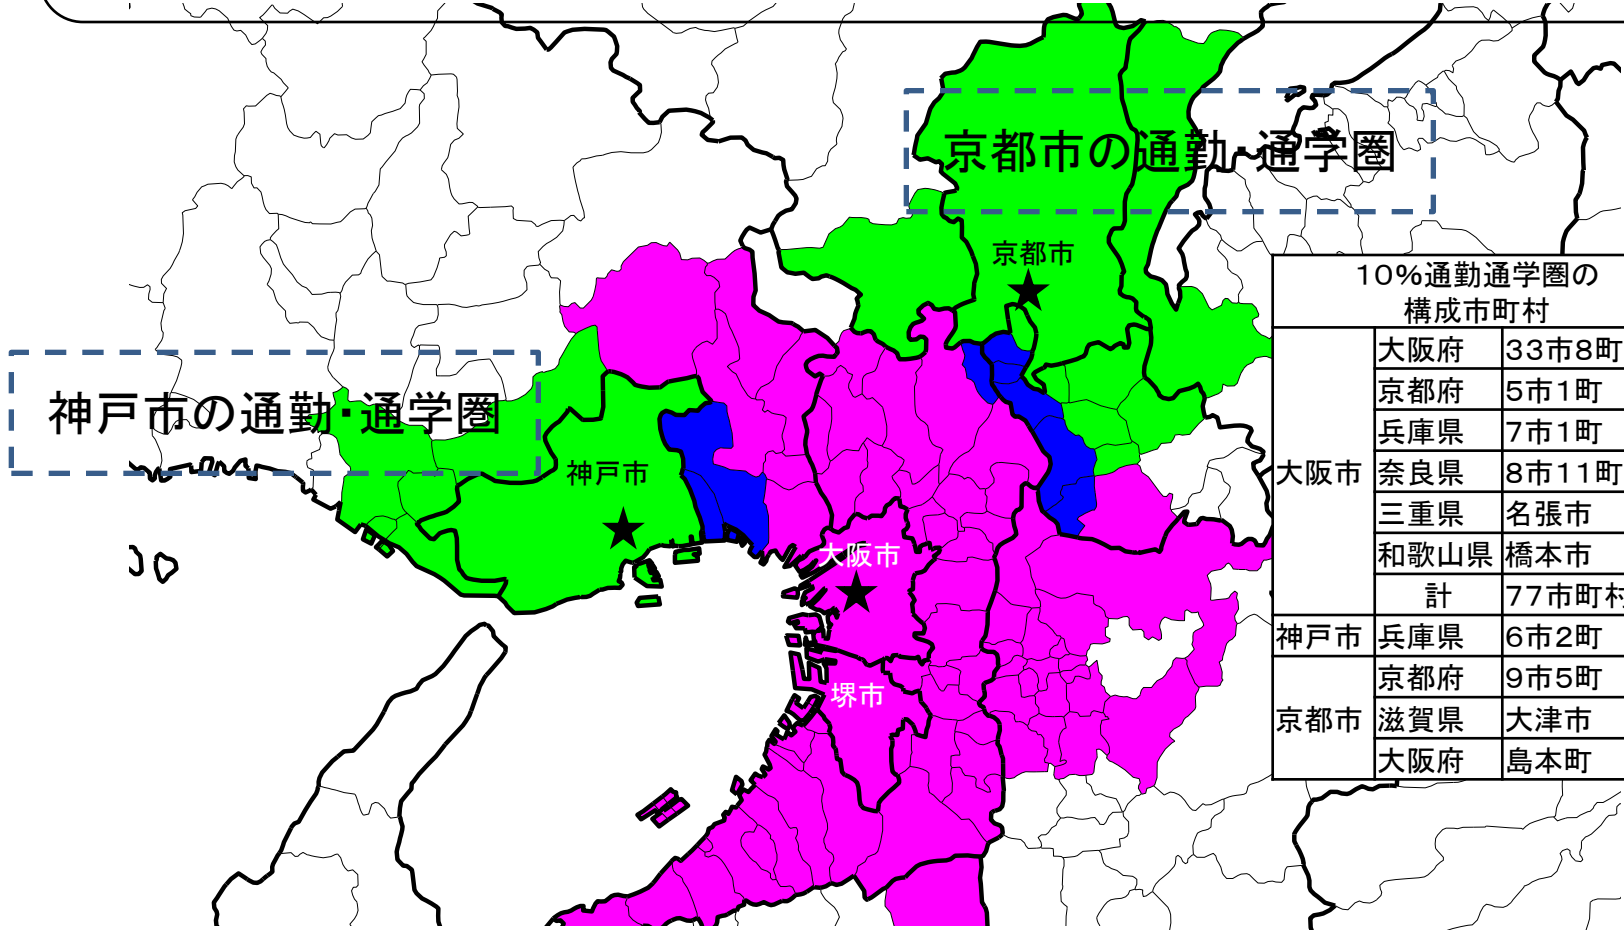 京都市の通勤・通学圏
京都市
神戸市の通勤・通学圏
神戸市
大阪市
堺市
10%通勤通学圏の
構成市町村
大阪市
大阪府 33市8町
京都府 5市1町
兵庫県 7市1町
奈良県 8市11町
三重県 名張市
和歌山県 橋本市
計 77市町村
神戸市 兵庫県 6市2町
京都市
京都府 9市5町
滋賀県 大津市
大阪府 島本町